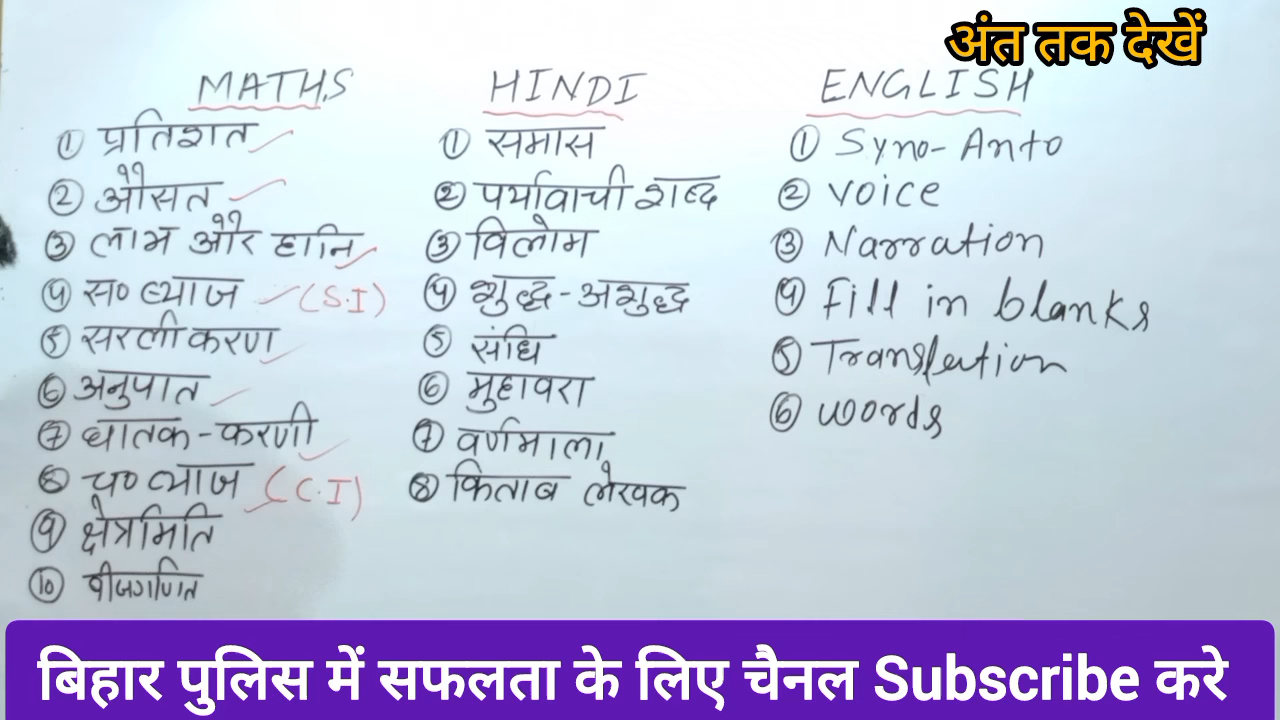 अंत तक देखें
MATHS
① प्रतिशत
② औसत
③ लाभ और हानि
④ स० ब्याज (S.I)
⑤ सरलीकरण
⑥ अनुपात
⑦ घातक-करणी
⑧ च० ब्याज (C.I)
⑨ क्षेत्रमिति
⑩ बीजगणित
HINDI
① समास
② पर्यावाची शब्द
③ विलोम
④ शुद्ध-अशुद्ध
⑤ संधि
⑥ मुहावरा
⑦ वर्णमाला
⑧ किताब लेखक
ENGLISH
① Syno-Anto
② voice
③ Narration
④ Fill in blanks
⑤ Translation
⑥ words
बिहार पुलिस में सफलता के लिए चैनल Subscribe करे